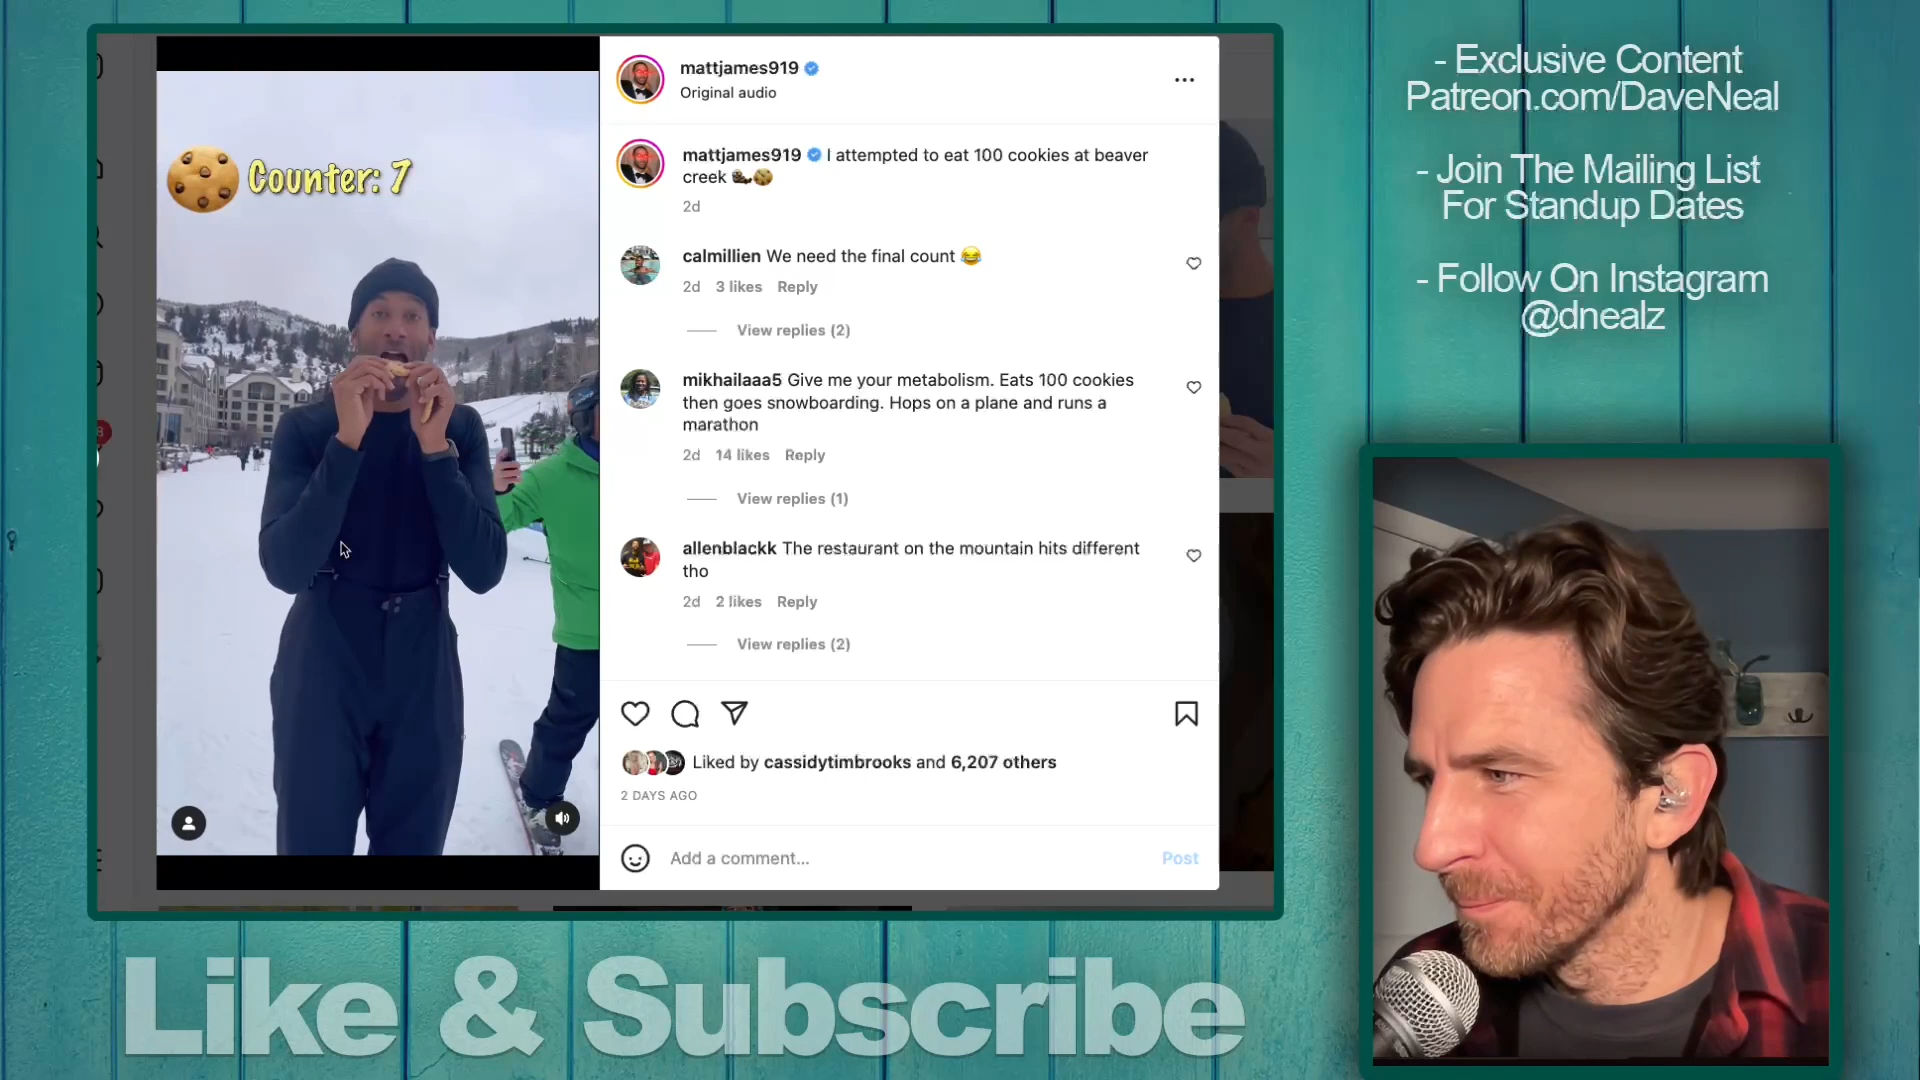 Counter: 7
mattjames919
Original audio
mattjames919 I attempted to eat 100 cookies at beaver
creek
2d
calmillien We need the final count 😂
2d 3 likes Reply
View replies (2)
mikhailaaa5 Give me your metabolism. Eats 100 cookies
then goes snowboarding. Hops on a plane and runs a
marathon
2d 14 likes Reply
View replies (1)
allenblackk The restaurant on the mountain hits different
tho
2d 2 likes Reply
View replies (2)
Liked by cassidytimbrooks and 6,207 others
2 DAYS AGO
Add a comment...
Post
- Exclusive Content
Patreon.com/DaveNeal
- Join The Mailing List
For Standup Dates
- Follow On Instagram
@dnealz
Like & Subscribe